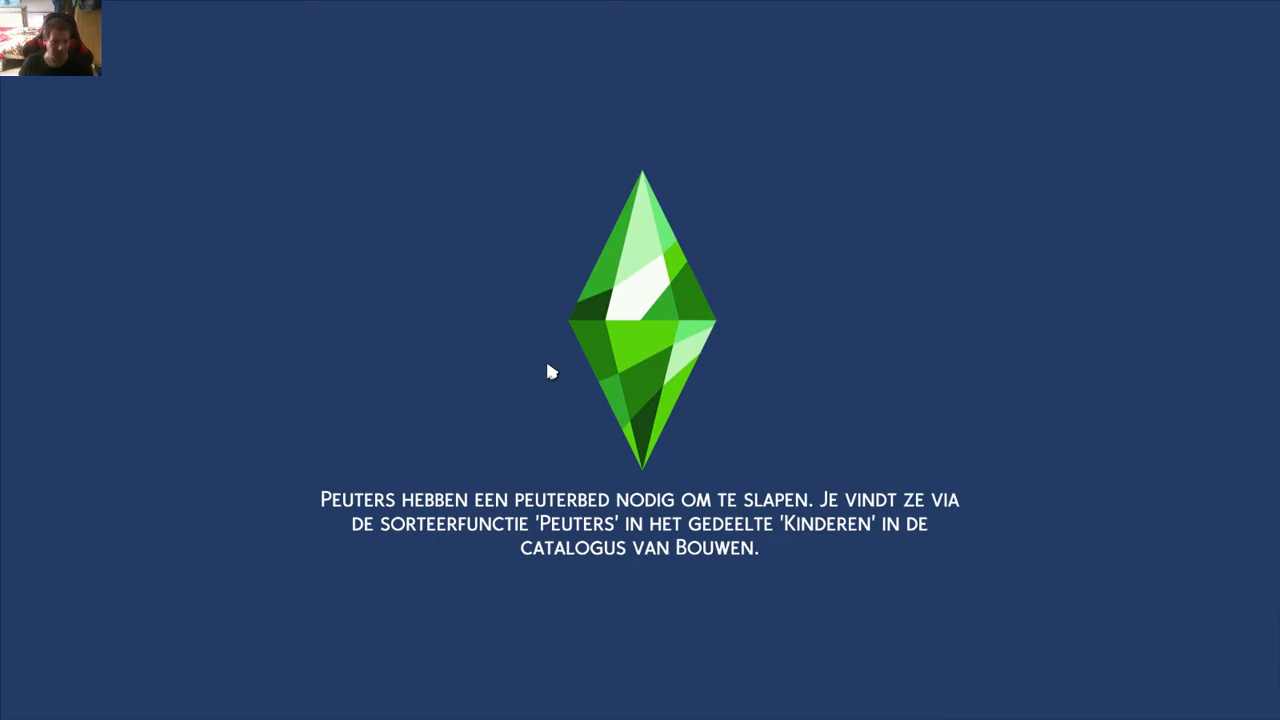 Peuters hebben een peuterbed nodig om te slapen. Je vindt ze via
de sorteerfunctie 'Peuters' in het gedeelte 'Kinderen' in de
catalogus van Bouwen.